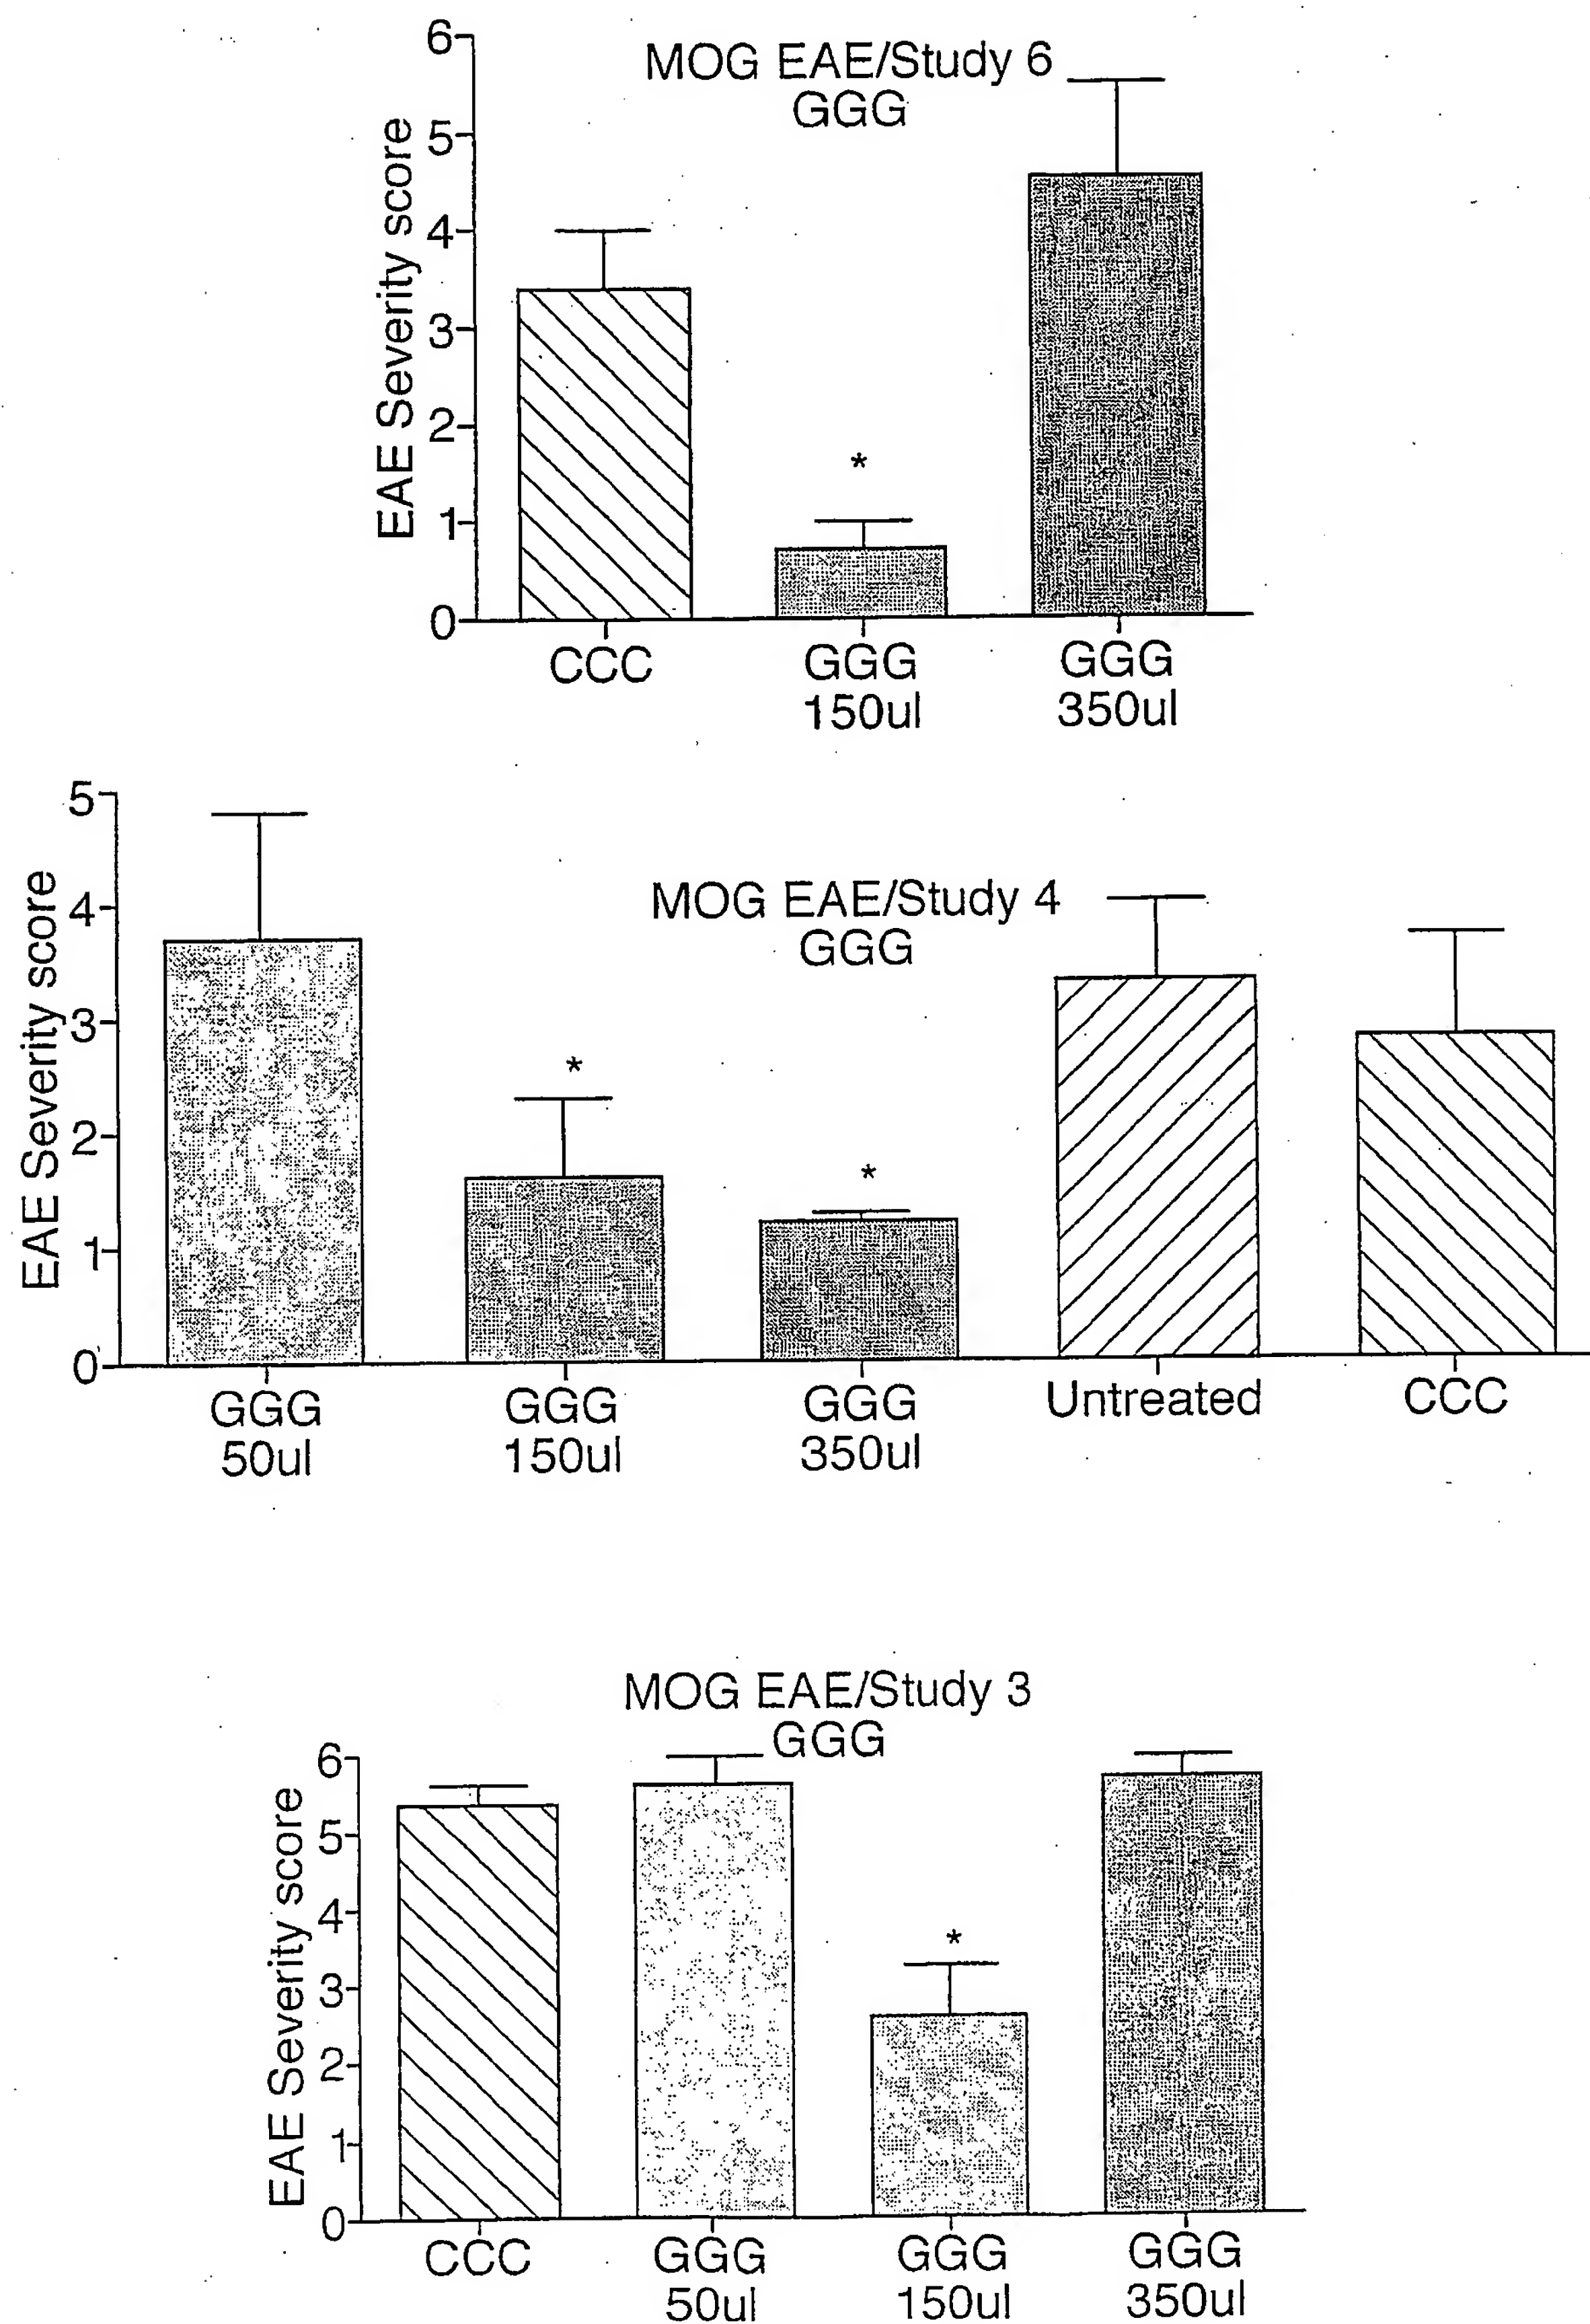 MOG EAE/Study 6
GGG
EAE Severity score
6
5
4
3
2
1
0
*
CCC
GGG
150ul
GGG
350ul
MOG EAE/Study 4
GGG
EAE Severity score
5
4
3
2
1
0
*
*
GGG
50ul
GGG
150ul
GGG
350ul
Untreated
CCC
MOG EAE/Study 3
GGG
EAE Severity score
6
5
4
3
2
1
0
*
CCC
GGG
50ul
GGG
150ul
GGG
350ul